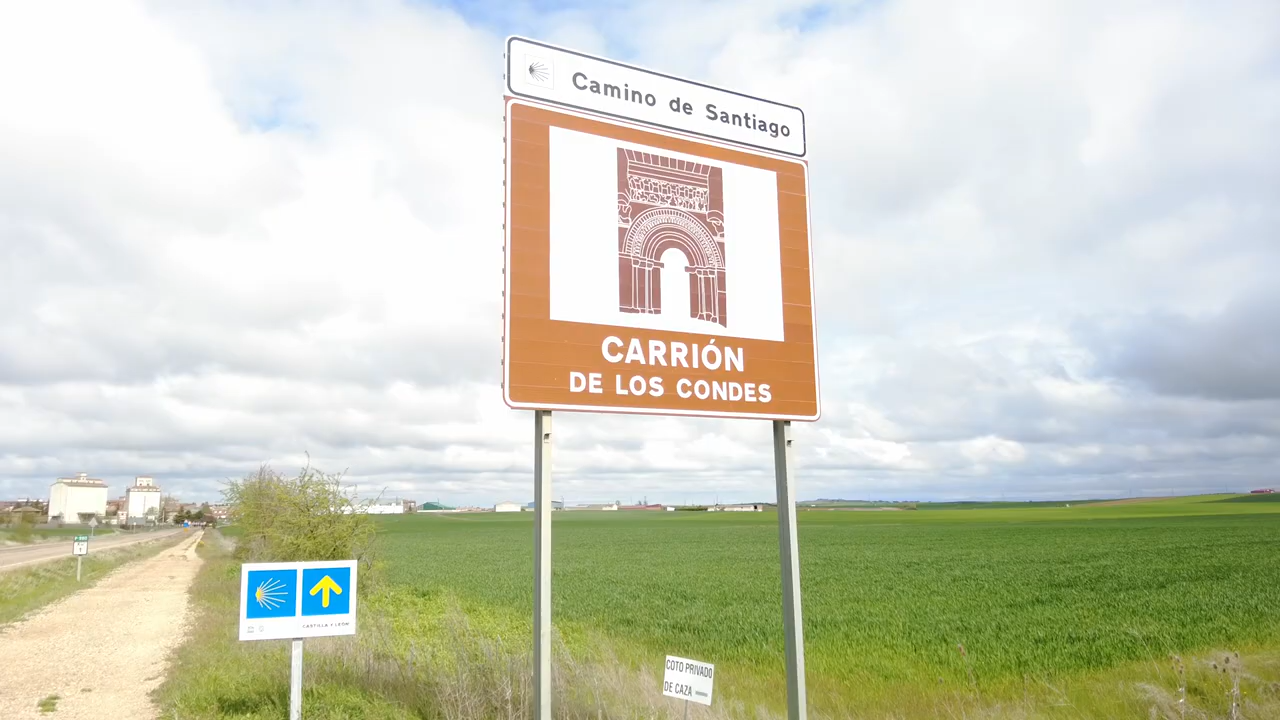 Camino de Santiago
CARRIÓN
DE LOS CONDES
CASTILLA Y LEÓN
COTO PRIVADO
DE CAZA